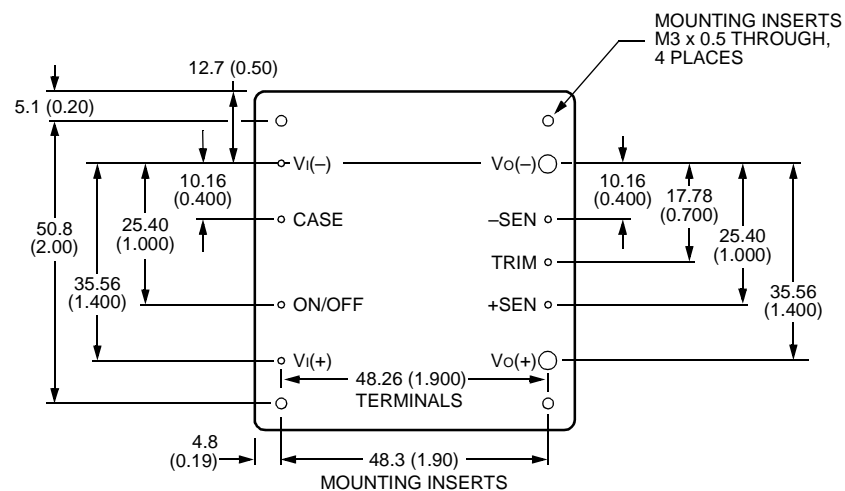 MOUNTING INSERTS
M3 x 0.5 THROUGH,
4 PLACES
12.7 (0.50)
5.1 (0.20)
VI(–)
VO(–)
10.16
(0.400)
10.16
(0.400)
17.78
(0.700)
CASE
–SEN
50.8
(2.00)
25.40
(1.000)
25.40
(1.000)
TRIM
35.56
(1.400)
35.56
(1.400)
ON/OFF
+SEN
VI(+)
VO(+)
48.26 (1.900)
TERMINALS
4.8
(0.19)
48.3 (1.90)
MOUNTING INSERTS